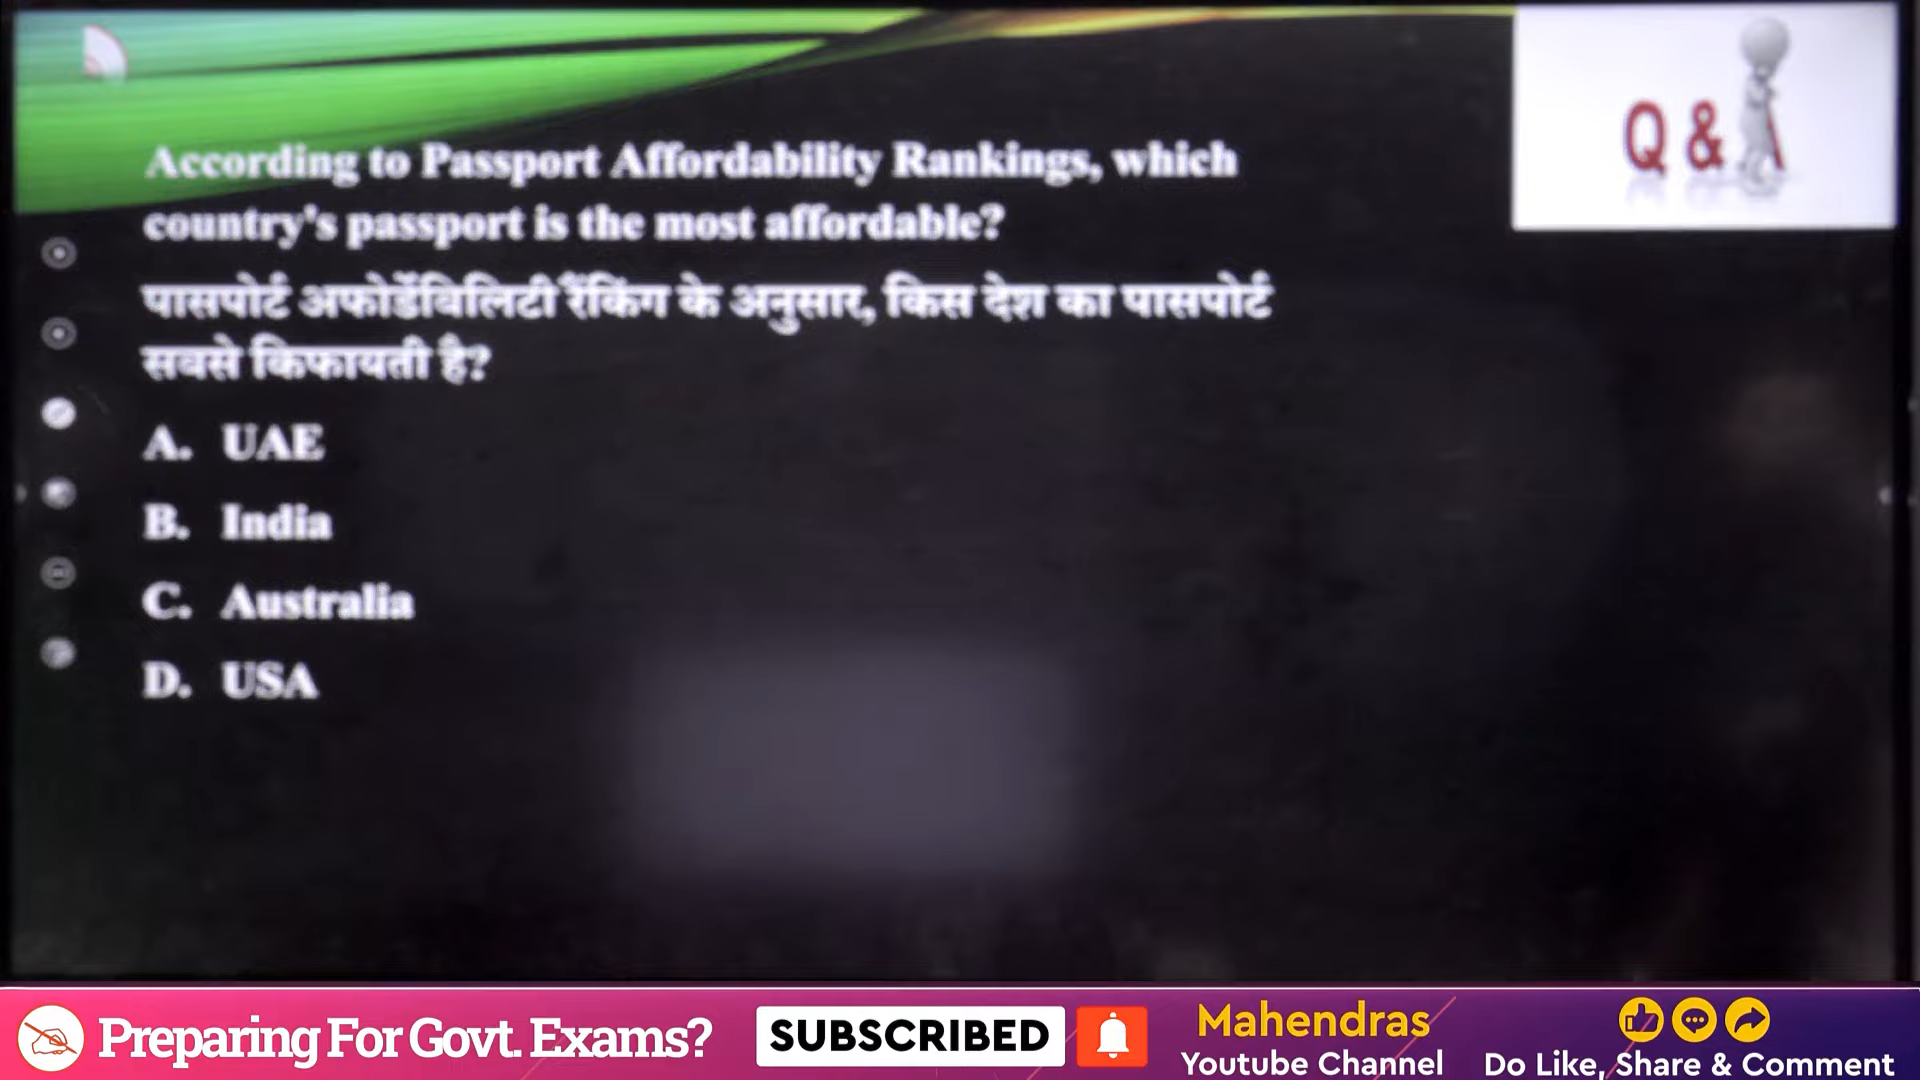 According to Passport Affordability Rankings, which
country's passport is the most affordable?
पासपोर्ट अफोर्डेबिलिटी रैंकिंग के अनुसार, किस देश का पासपोर्ट
सबसे किफायती है?
A. UAE
B. India
C. Australia
D. USA
Q & A
Preparing For Govt. Exams?
SUBSCRIBED
Mahendras
Youtube Channel
Do Like, Share & Comment